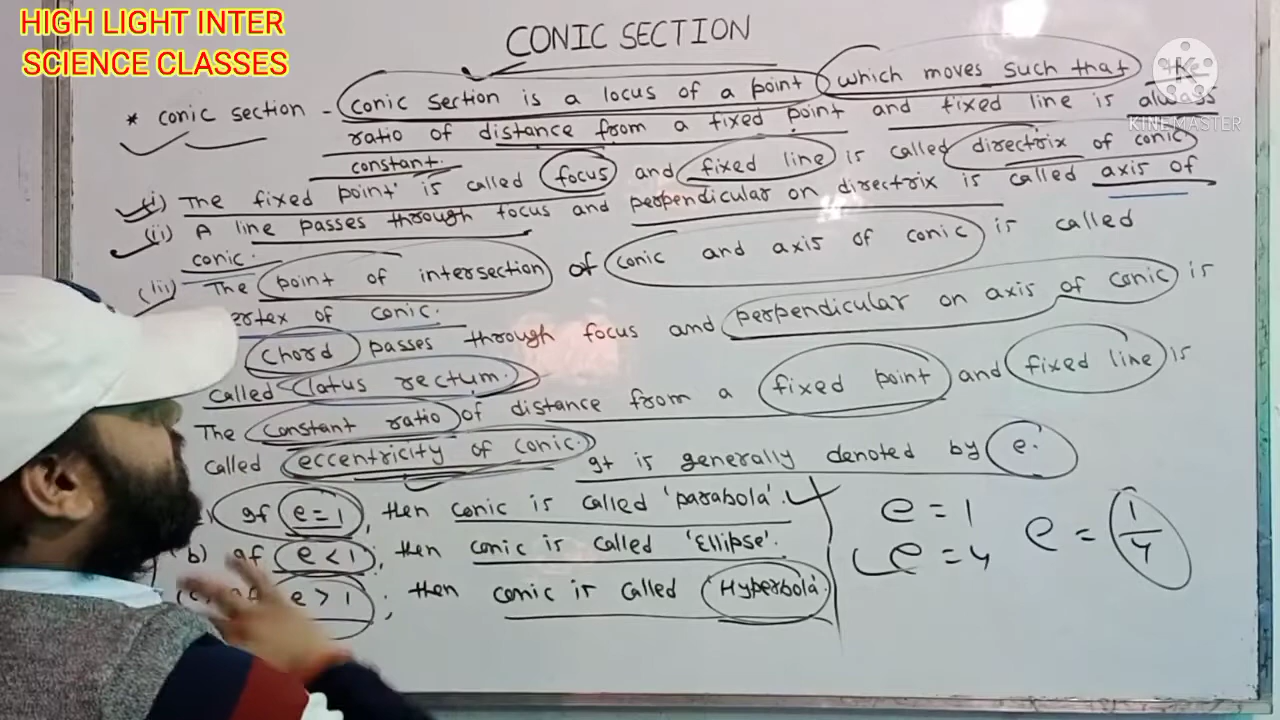 HIGH LIGHT INTER
SCIENCE CLASSES
CONIC SECTION
* conic section - conic section is a locus of a point which moves such that the
ratio of distance from a fixed point and fixed line is always
constant.
(i) The fixed point is called focus and fixed line is called directrix of conic
(ii) A line passes through focus and perpendicular on directrix is called axis of
conic.
(iii) The point of intersection of conic and axis of conic is called
ertex of conic.
chord passes through focus and perpendicular on axis of conic is
called latus rectum.
The constant ratio of distance from a fixed point and fixed line is
called eccentricity of conic. It is generally denoted by e.
If e = 1, then conic is called 'parabola'.
(b) If e < 1, then conic is called 'Ellipse'.
(c) If e > 1, then conic is called 'Hyperbola'.
e = 1
e = 4
e = 1/4
KINEMASTER